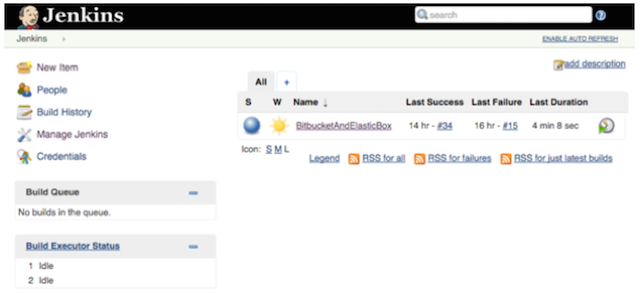 Jenkins
search
Jenkins
ENABLE AUTO REFRESH
New Item
People
Build History
Manage Jenkins
Credentials
Build Queue
No builds in the queue.
Build Executor Status
1 Idle
2 Idle
add description
All +
S W Name ↓ Last Success Last Failure Last Duration
BitbucketAndElasticBox 14 hr - #34 16 hr - #15 4 min 8 sec
Icon: S M L
Legend RSS for all RSS for failures RSS for just latest builds